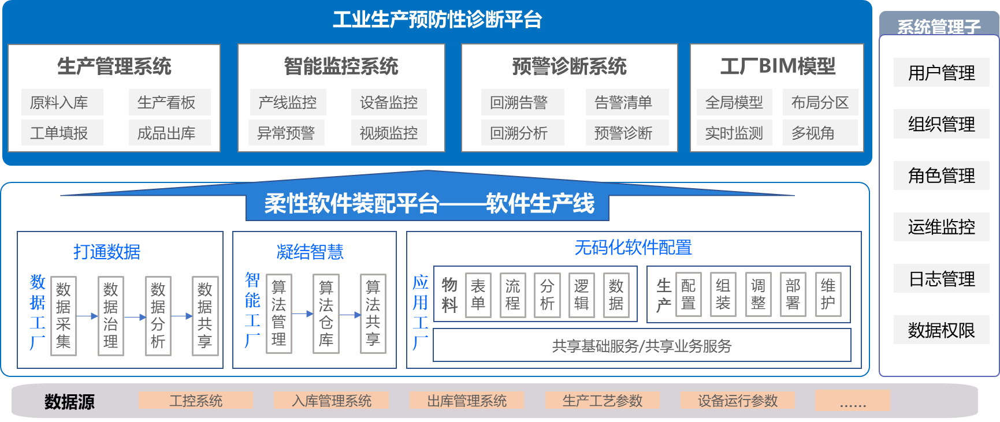 工业生产预防性诊断平台
生产管理系统
原料入库 生产看板
工单填报 成品出库
智能监控系统
产线监控 设备监控
异常预警 视频监控
预警诊断系统
回溯告警 告警清单
回溯分析 预警诊断
工厂BIM模型
全局模型 布局分区
实时监测 多视角
系统管理子
用户管理
组织管理
角色管理
运维监控
日志管理
数据权限
柔性软件装配平台——软件生产线
打通数据
数据工厂
数据采集
数据治理
数据分析
数据共享
凝结智慧
智能工厂
算法管理
算法仓库
算法共享
无码化软件配置
应用工厂
物料
表单
流程
分析
逻辑
数据
生产
配置
组装
调整
部署
维护
共享基础服务/共享业务服务
数据源
工控系统
入库管理系统
出库管理系统
生产工艺参数
设备运行参数
……